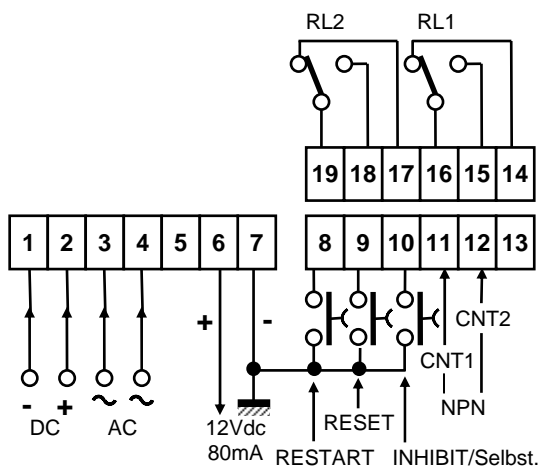 RL2 RL1
19 18 17 16 15 14
1 2 3 4 5 6 7 8 9 10 11 12 13
+ -
CNT2
CNT1
- + ~ ~
DC AC 12Vdc RESET NPN
80mA RESTART INHIBIT/Selbst.